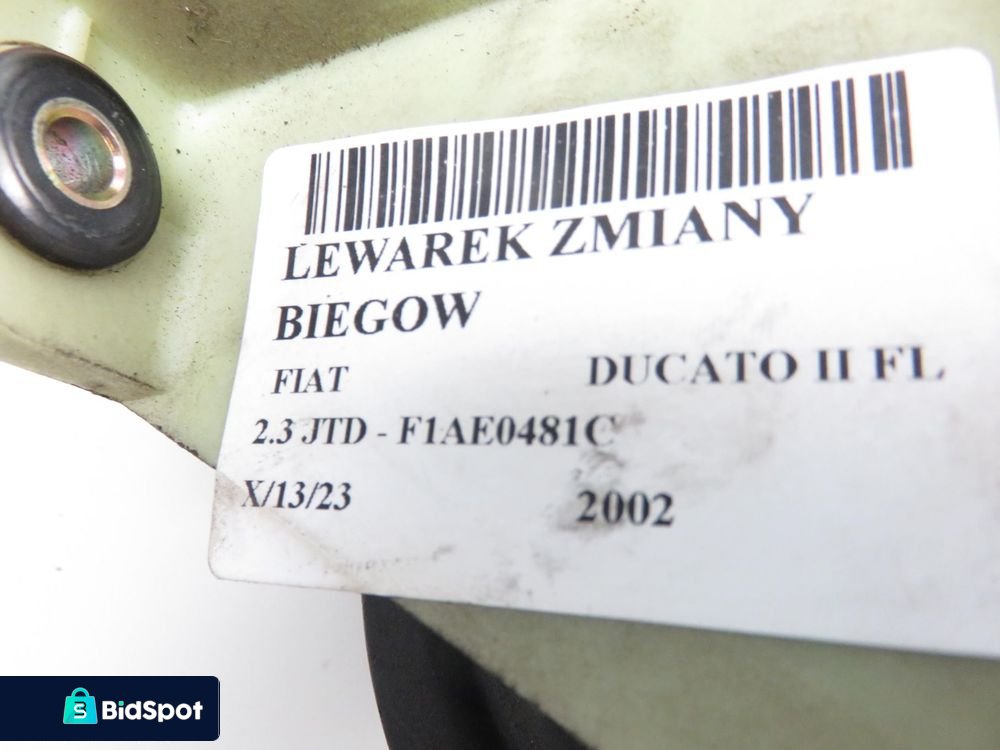 LEWAREK ZMIANY
BIEGOW
FIAT DUCATO II FL
2.3 JTD - F1AE0481C
X/13/23 2002
BidSpot